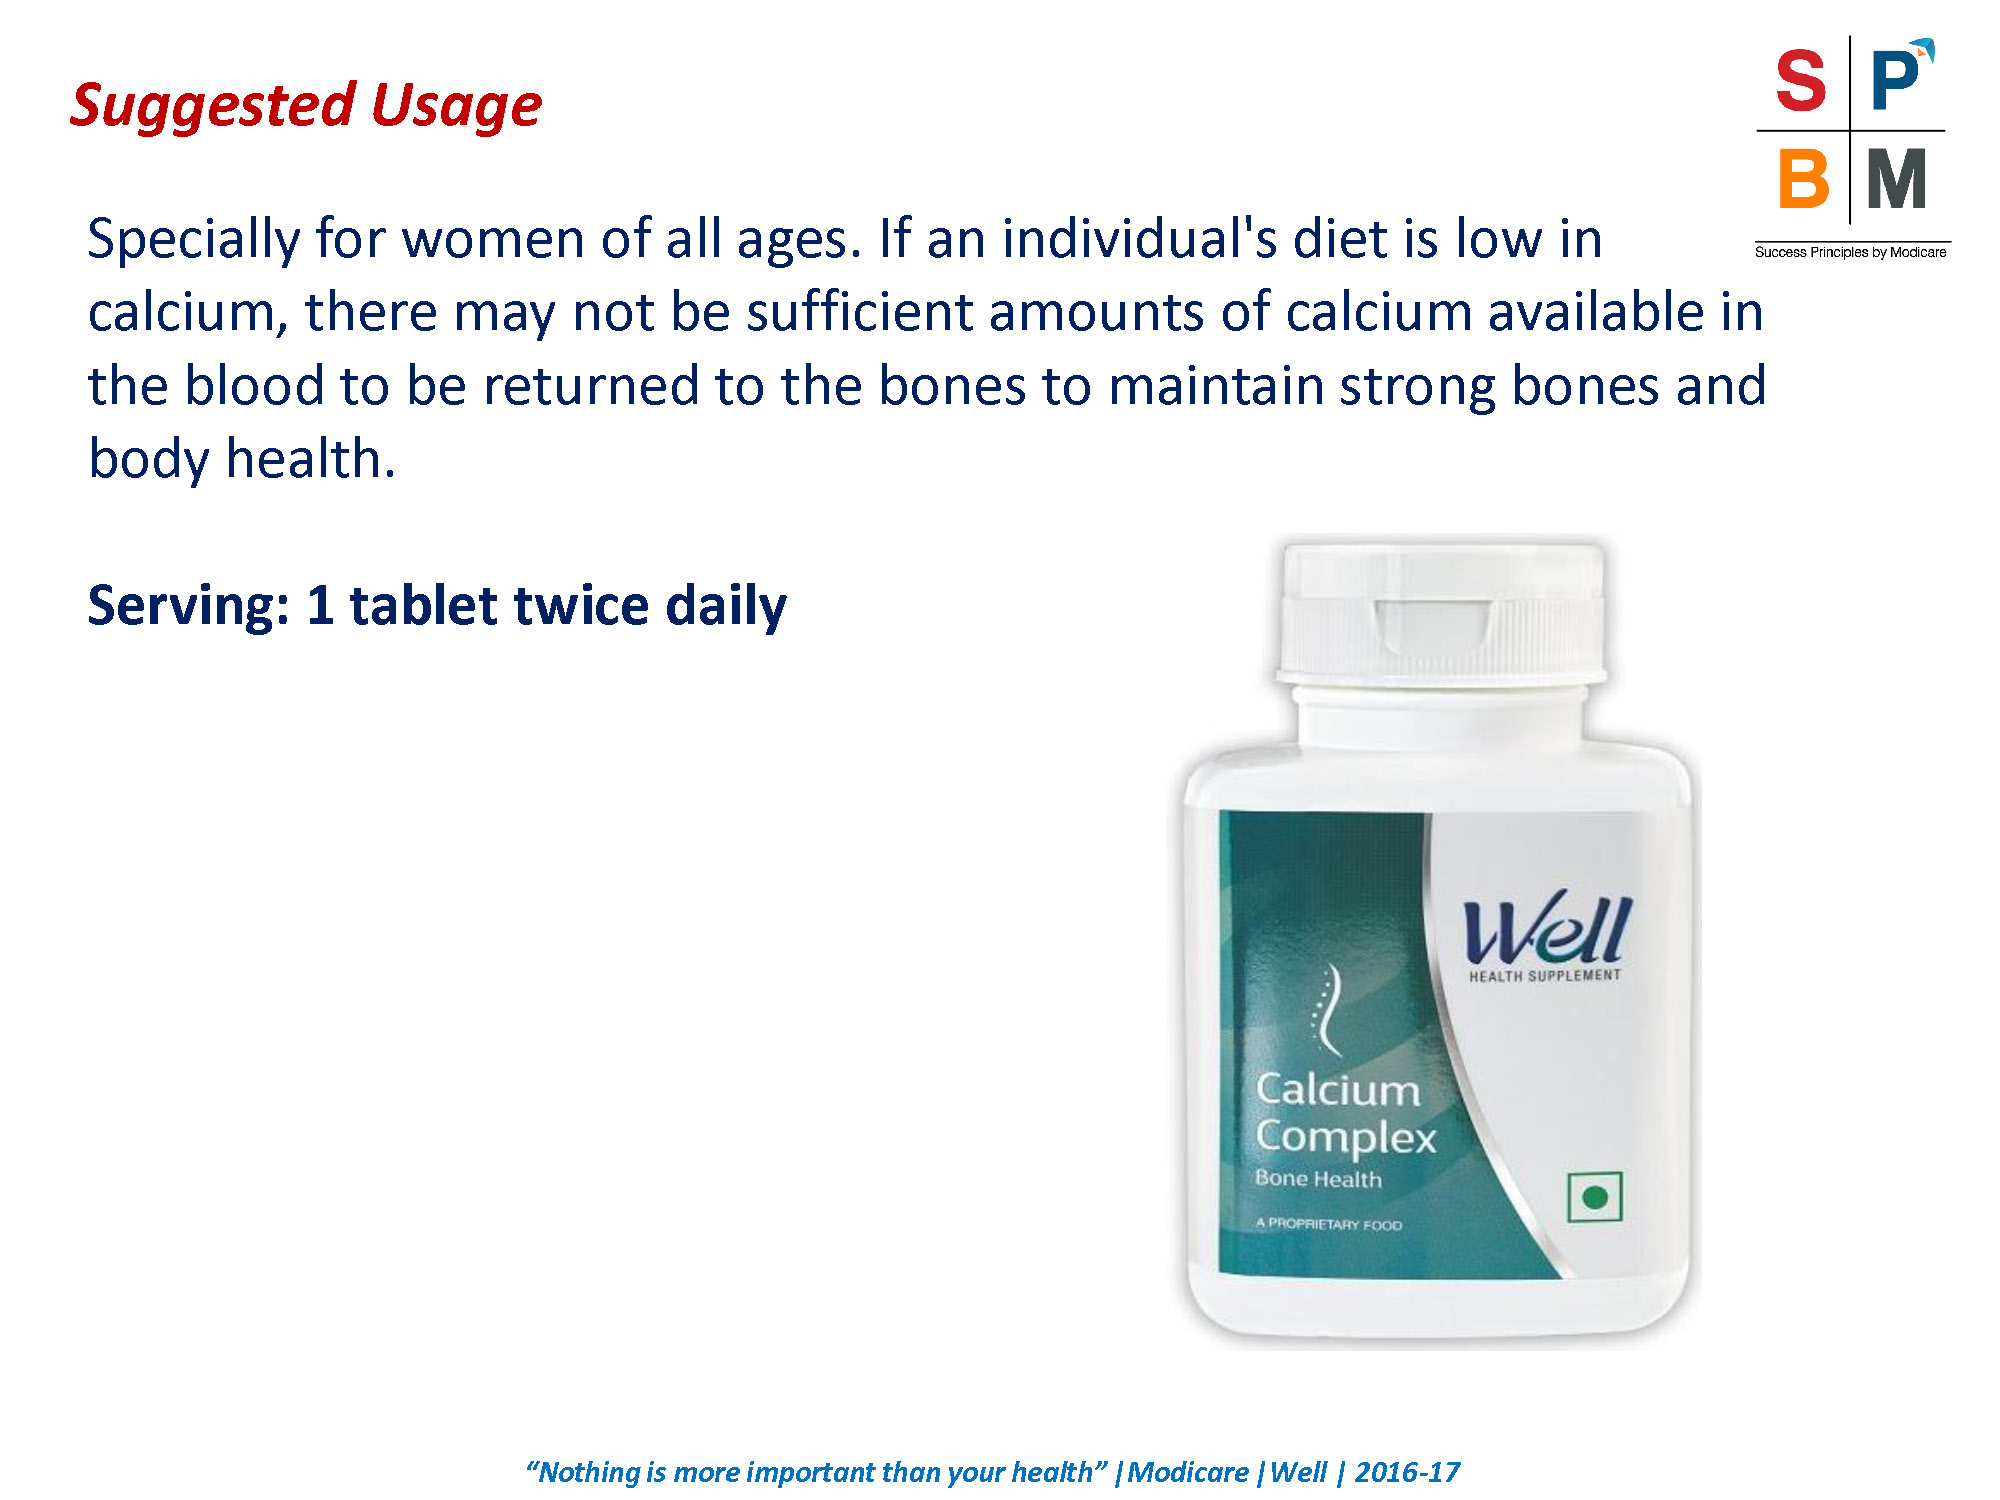 Suggested Usage
S P
B M
Success Principles by Modicare
Specially for women of all ages. If an individual's diet is low in
calcium, there may not be sufficient amounts of calcium available in
the blood to be returned to the bones to maintain strong bones and
body health.
Serving: 1 tablet twice daily
Well
HEALTH SUPPLEMENT
Calcium
Complex
Bone Health
A PROPRIETARY FOOD
“Nothing is more important than your health” |Modicare |Well | 2016-17